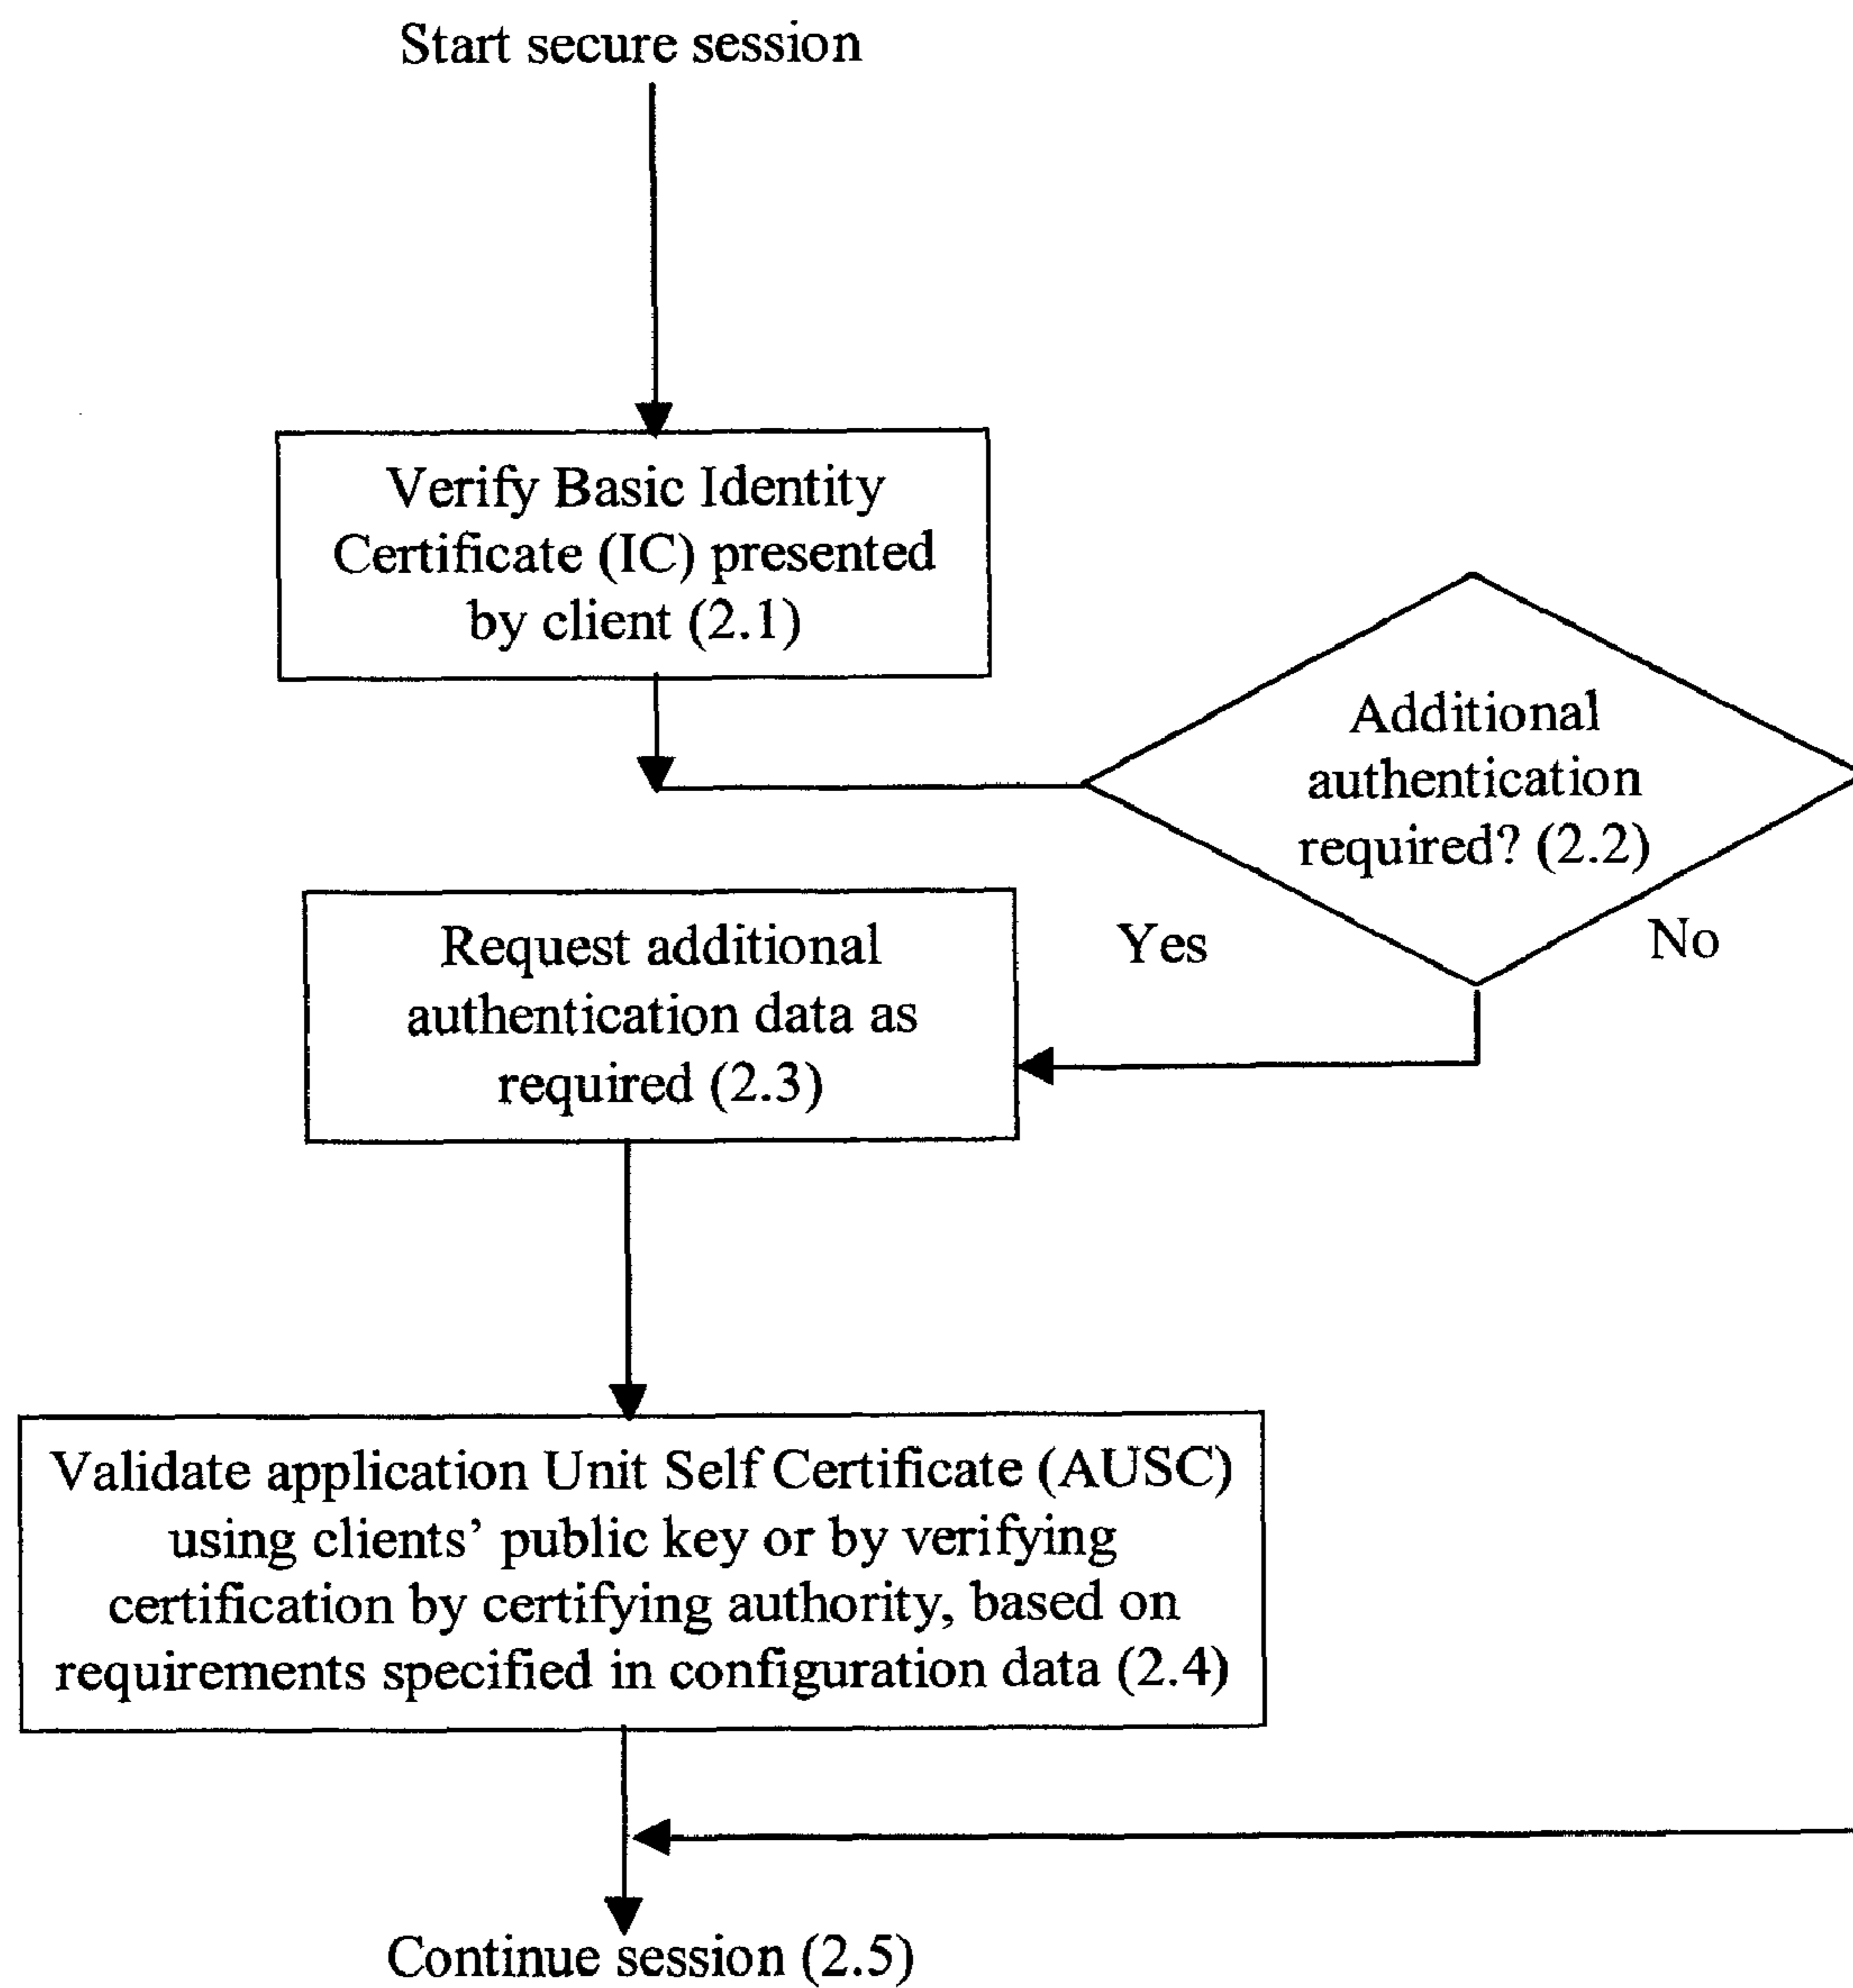 Start secure session
Verify Basic Identity
Certificate (IC) presented
by client (2.1)
Additional
authentication
required? (2.2)
Yes
No
Request additional
authentication data as
required (2.3)
Validate application Unit Self Certificate (AUSC)
using clients’ public key or by verifying
certification by certifying authority, based on
requirements specified in configuration data (2.4)
Continue session (2.5)